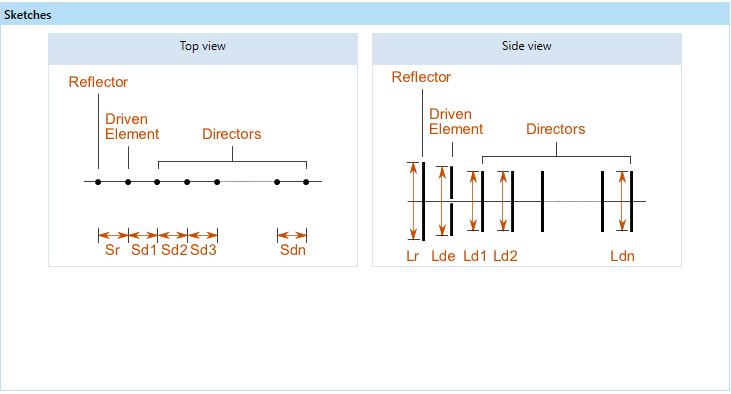 Sketches
Top view
Reflector
Driven
Element
Directors
Sr Sd1 Sd2 Sd3 Sdn
Side view
Reflector
Driven
Element
Directors
Lr Lde Ld1 Ld2 Ldn